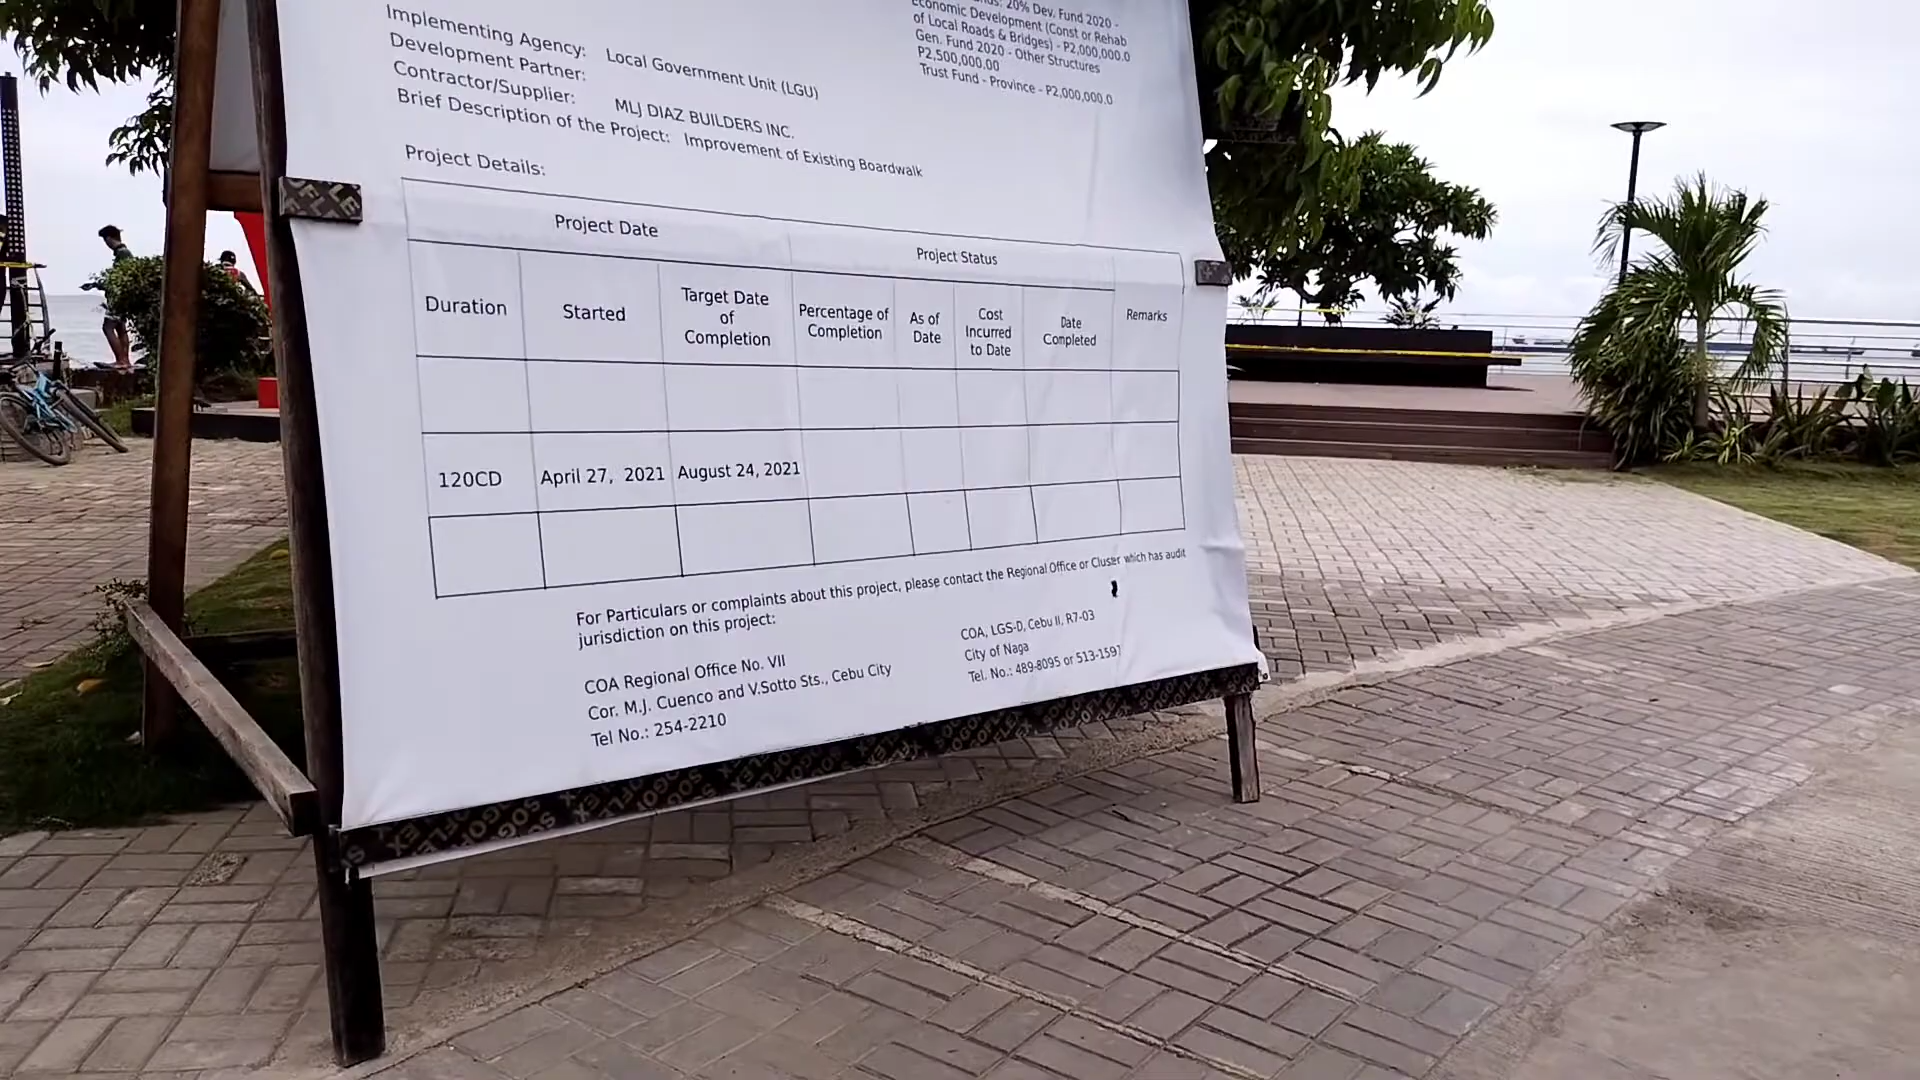 Implementing Agency: Local Government Unit (LGU)
Development Partner:
Contractor/Supplier: MLJ DIAZ BUILDERS INC.
Brief Description of the Project: Improvement of Existing Boardwalk
20% Dev. Fund 2020 -
Economic Development (Const or Rehab
of Local Roads & Bridges) - P2,000,000.0
Gen. Fund 2020 - Other Structures
P2,500,000.00
Trust Fund - Province - P2,000,000.0
Project Details:
Project Date
Project Status
Duration
Started
Target Date
of
Completion
Percentage of
Completion
As of
Date
Cost
Incurred
to Date
Date
Completed
Remarks
120CD
April 27, 2021
August 24, 2021
For Particulars or complaints about this project, please contact the Regional Office or Cluster which has audit
jurisdiction on this project:
COA Regional Office No. VII
Cor. M.J. Cuenco and V.Sotto Sts., Cebu City
Tel No.: 254-2210
COA, LGS-D, Cebu II, R7-03
City of Naga
Tel. No.: 489-8095 or 513-1597